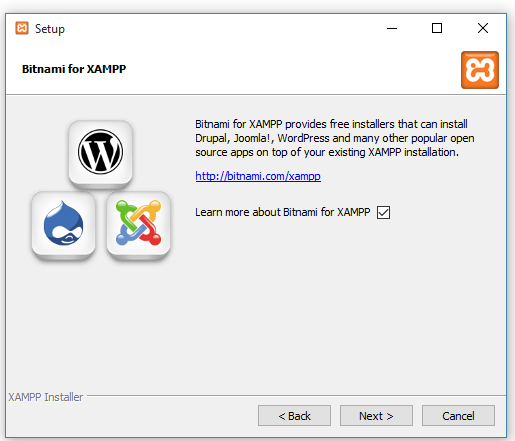 Setup
Bitnami for XAMPP
Bitnami for XAMPP provides free installers that can install
Drupal, Joomla!, WordPress and many other popular open
source apps on top of your existing XAMPP installation.
http://bitnami.com/xampp
Learn more about Bitnami for XAMPP
XAMPP Installer
< Back
Next >
Cancel